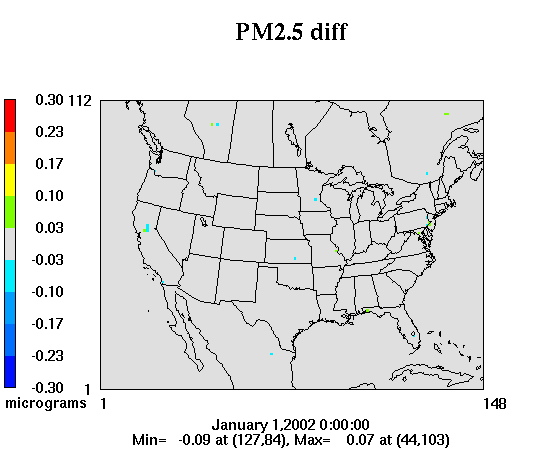 PM2.5 diff
0.30 112
0.23
0.17
0.10
0.03
-0.03
-0.10
-0.17
-0.23
-0.30 1
micrograms 1 148
January 1,2002 0:00:00
Min= -0.09 at (127,84), Max= 0.07 at (44,103)